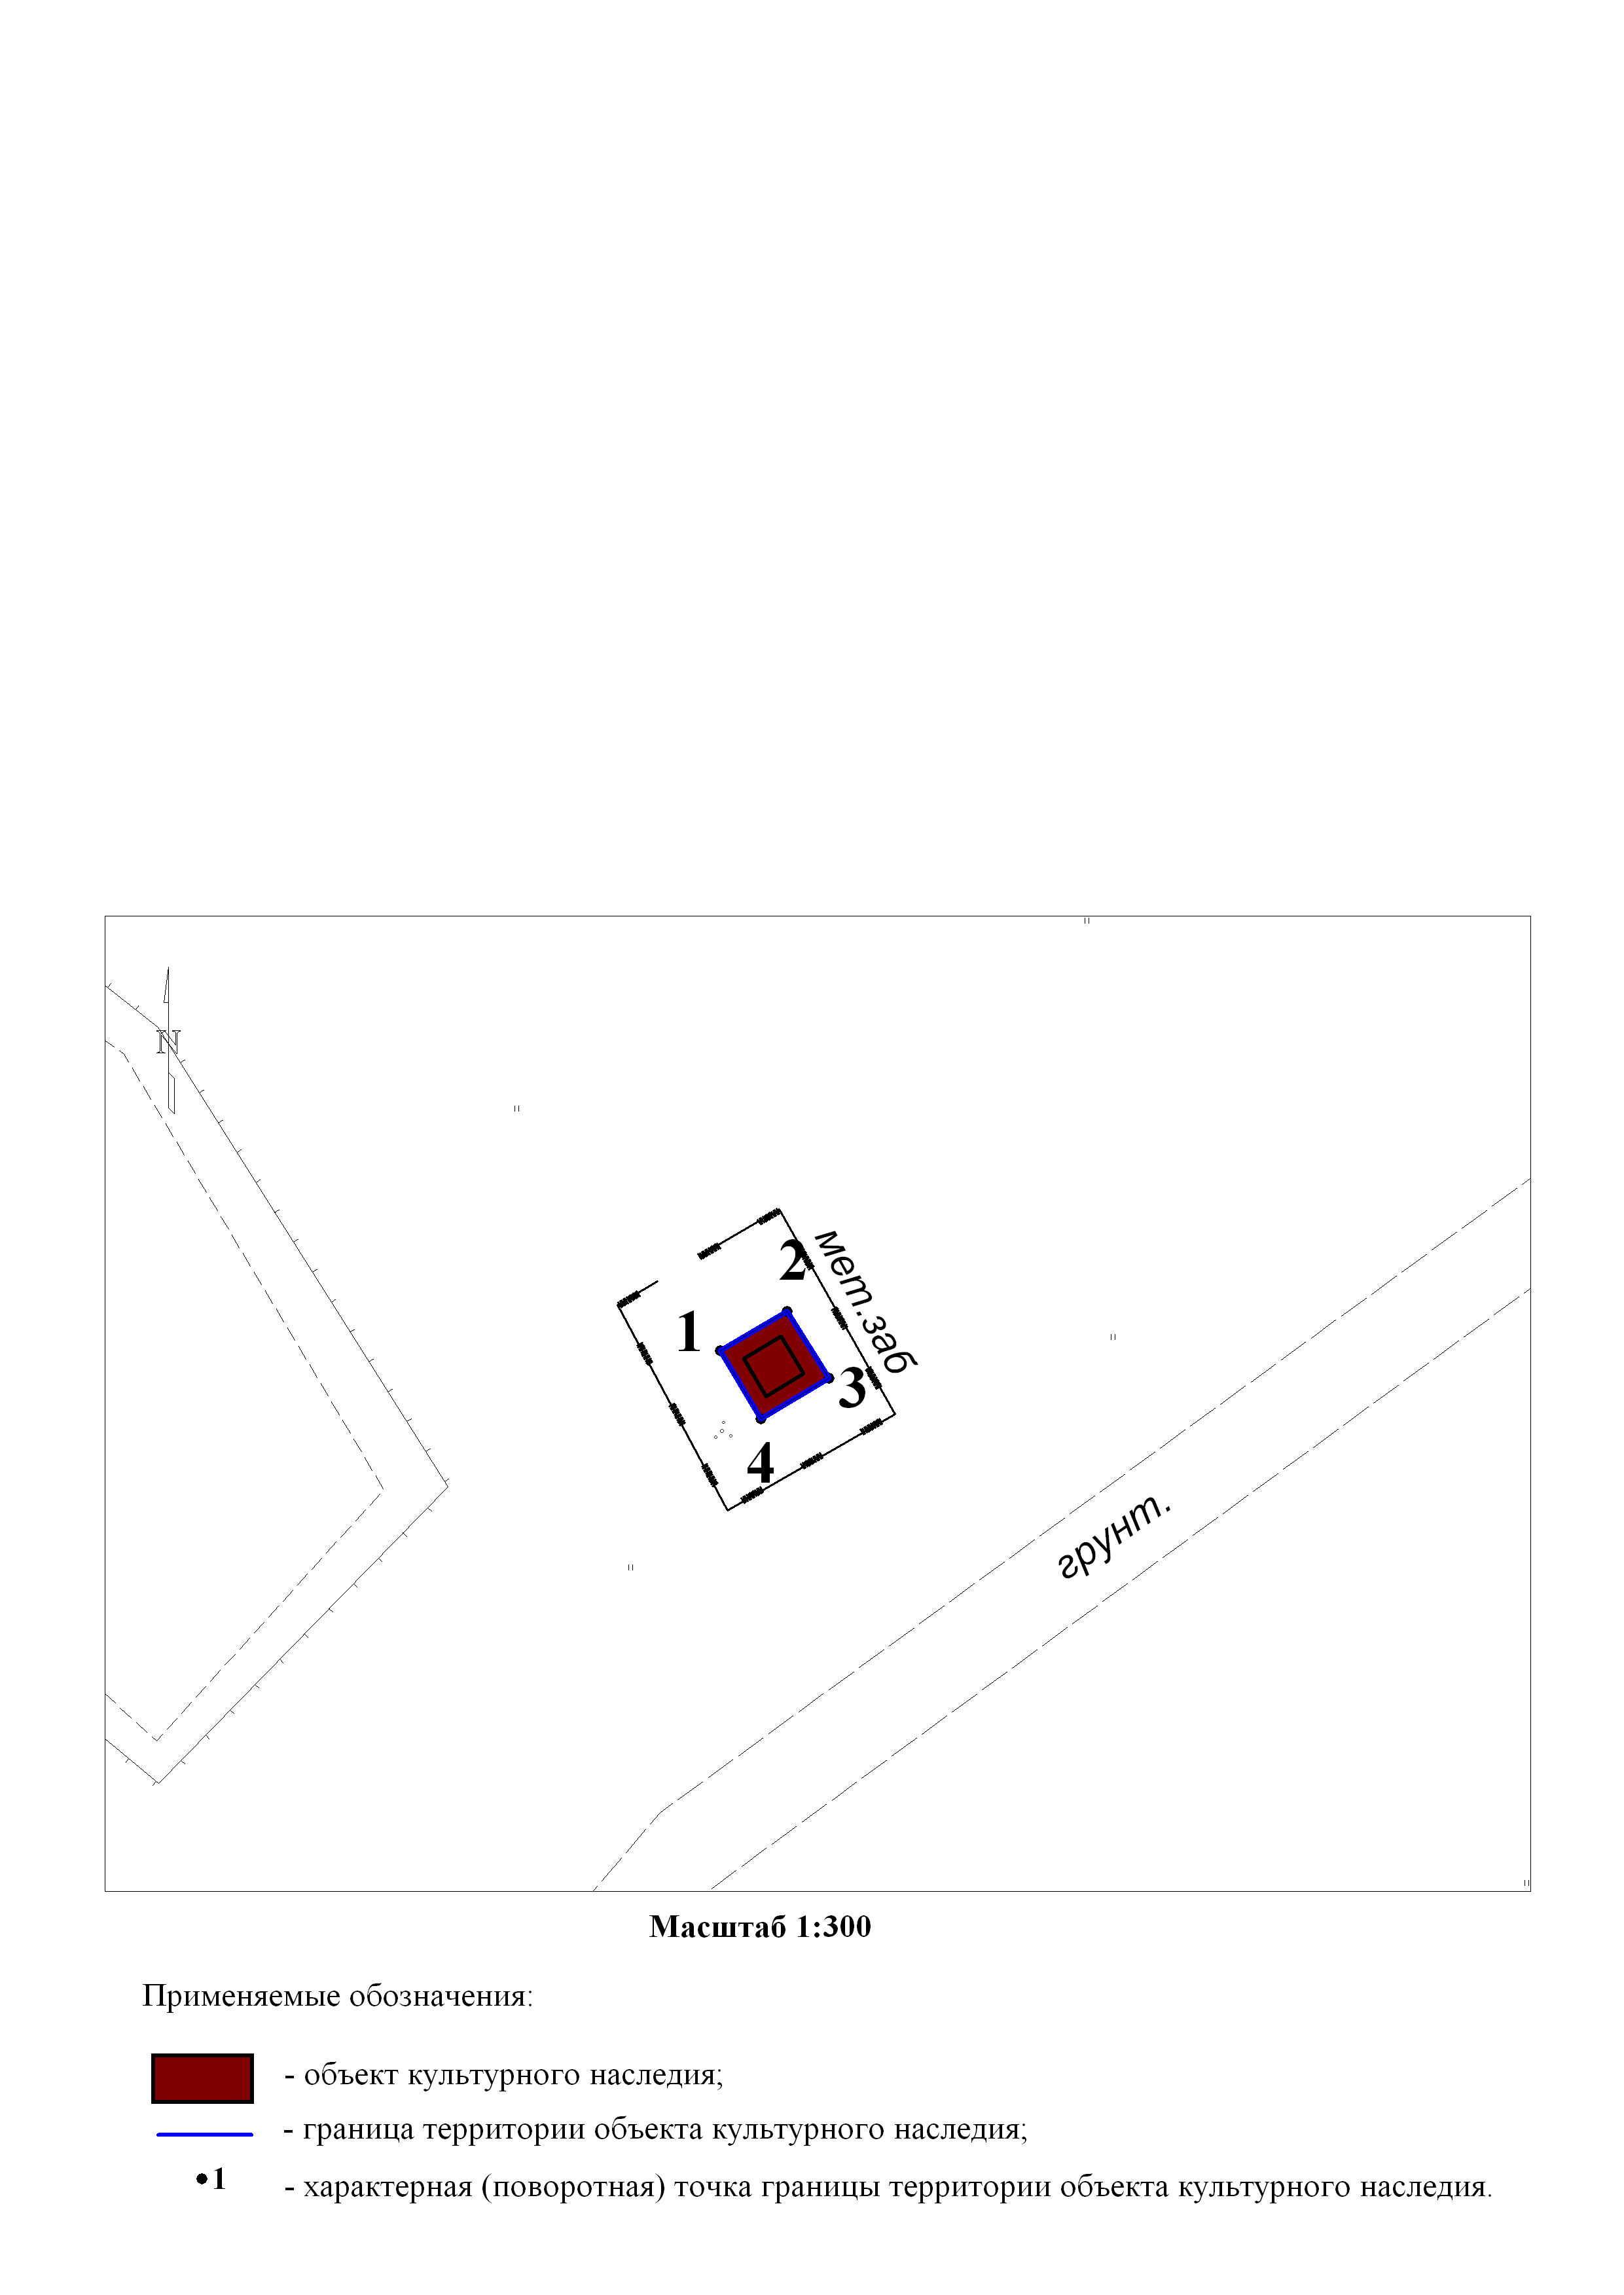 N
2
мет.заб
1
3
4
грунт.
Масштаб 1:300
Применяемые обозначения:
- объект культурного наследия;
- граница территории объекта культурного наследия;
1 - характерная (поворотная) точка границы территории объекта культурного наследия.